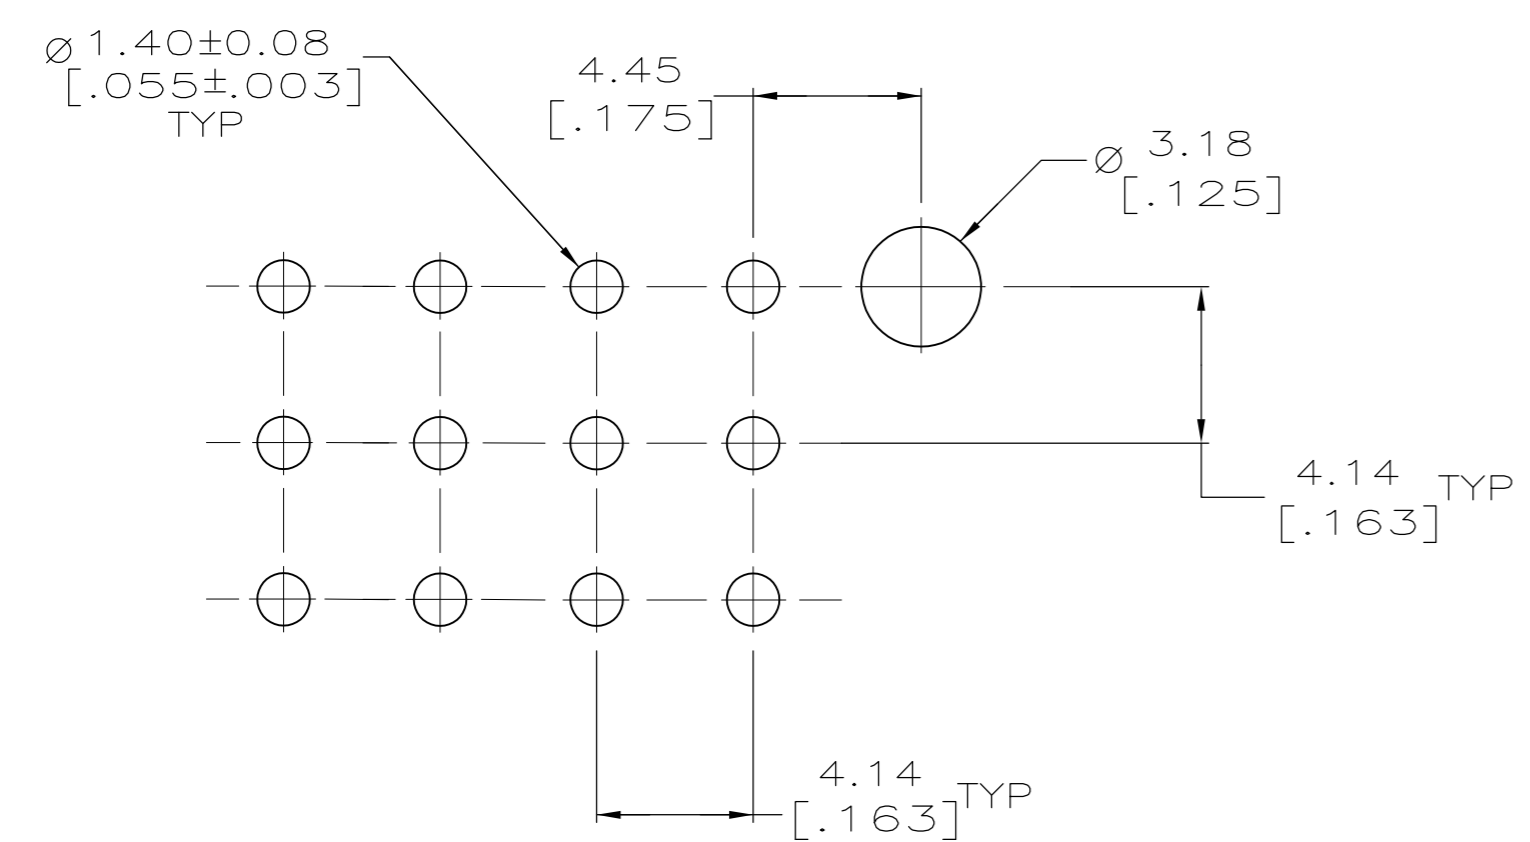 ⌀ 1.40±0.08
[.055±.003]
TYP
4.45
[.175]
⌀ 3.18
[.125]
4.14 TYP
[.163]
4.14 TYP
[.163]